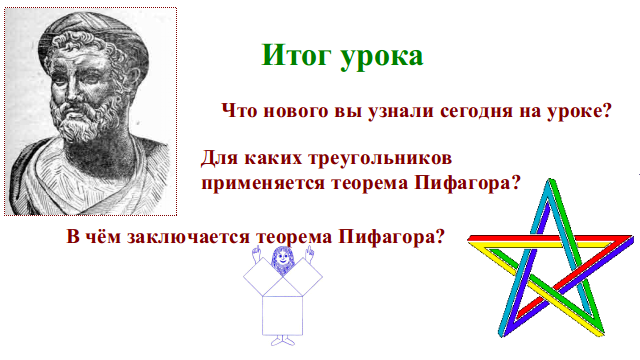 Итог урока
Что нового вы узнали сегодня на уроке?
Для каких треугольников
применяется теорема Пифагора?
В чём заключается теорема Пифагора?